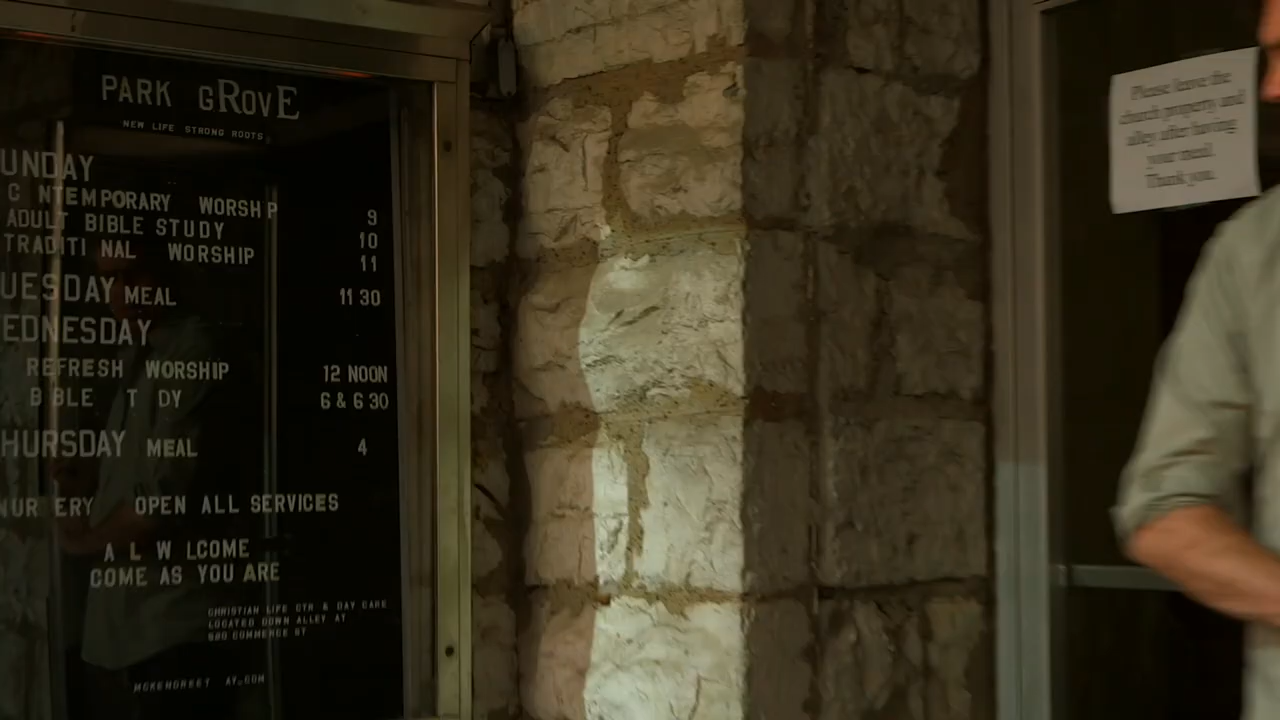 PARK GROVE
NEW LIFE STRONG ROOTS
UNDAY
C NTEMPORARY WORSH P 9
ADULT BIBLE STUDY 10
TRADITI NAL WORSHIP 11
UESDAY MEAL 11 30
EDNESDAY
REFRESH WORSHIP 12 NOON
B BLE T DY 6 & 6 30
HURSDAY MEAL 4
NUR ERY OPEN ALL SERVICES
A L W LCOME
COME AS YOU ARE
CHRISTIAN LIFE CTR & DAY CARE
LOCATED DOWN ALLEY AT
COMMERCE ST
Please leave the
church property and
alley after having
your meal.
Thank you.